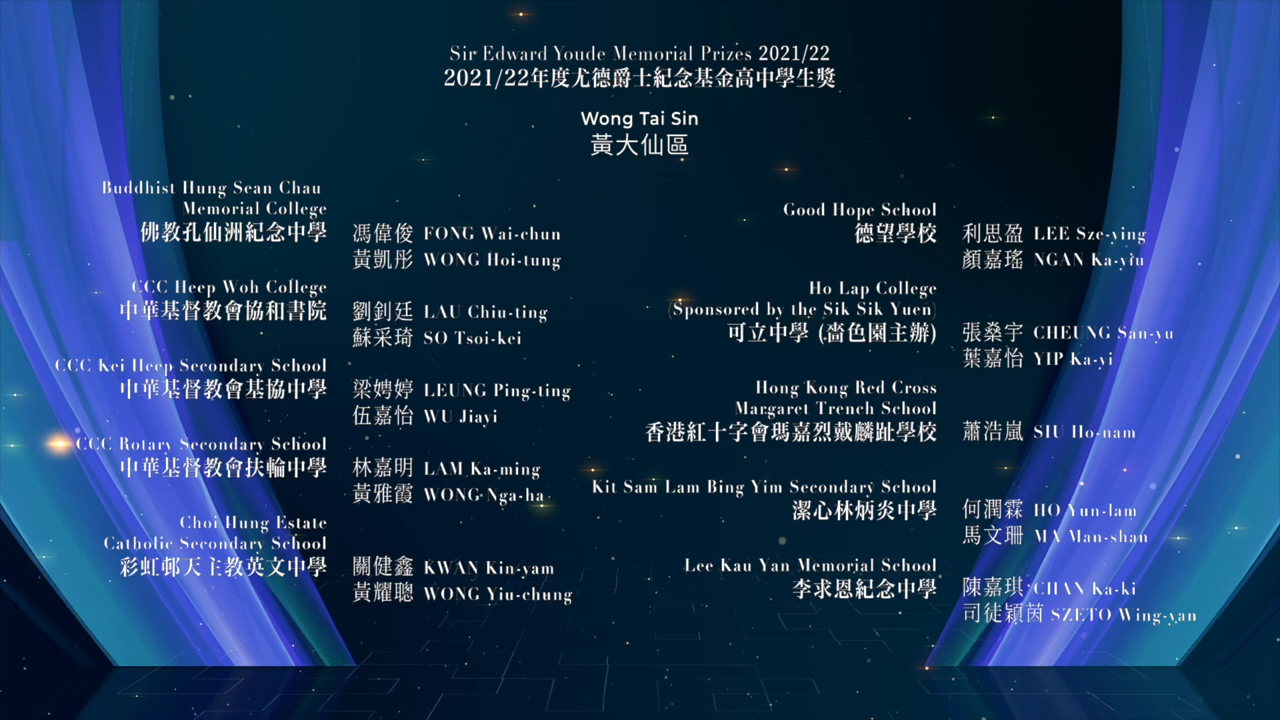 Sir Edward Youde Memorial Prizes 2021/22
2021/22年度尤德爵士紀念基金高中學生獎
Wong Tai Sin
黃大仙區
Buddhist Hung Sean Chau
Memorial College
佛教孔仙洲紀念中學
馮偉俊 FONG Wai-chun
黃凱彤 WONG Hoi-tung
CCC Heep Woh College
中華基督教會協和書院
劉釗廷 LAU Chiu-ting
蘇采琦 SO Tsoi-kei
CCC Kei Heep Secondary School
中華基督教會基協中學
梁娉婷 LEUNG Ping-ting
伍嘉怡 WU Jiayi
CCC Rotary Secondary School
中華基督教會扶輪中學
林嘉明 LAM Ka-ming
黃雅霞 WONG Nga-ha
Choi Hung Estate
Catholic Secondary School
彩虹邨天主教英文中學
關健鑫 KWAN Kin-yam
黃耀聰 WONG Yiu-chung
Good Hope School
德望學校
利思盈 LEE Sze-ying
顏嘉瑤 NGAN Ka-yiu
Ho Lap College
(Sponsored by the Sik Sik Yuen)
可立中學 (嗇色園主辦)
張燊宇 CHEUNG San-yu
葉嘉怡 YIP Ka-yi
Hong Kong Red Cross
Margaret Trench School
香港紅十字會瑪嘉烈戴麟趾學校
蕭浩嵐 SIU Ho-nam
Kit Sam Lam Bing Yim Secondary School
潔心林炳炎中學
何潤霖 HO Yun-lam
馬文珊 MA Man-shan
Lee Kau Yan Memorial School
李求恩紀念中學
陳嘉琪 CHAN Ka-ki
司徒穎茵 SZETO Wing-yan